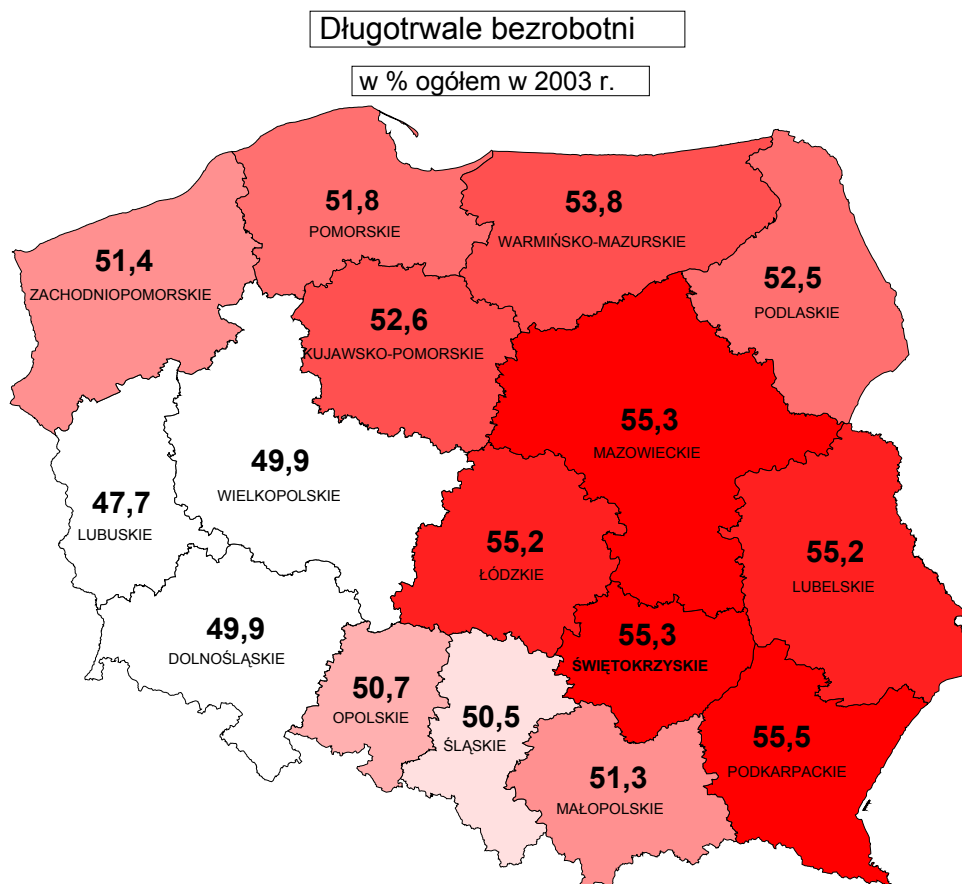 Długotrwale bezrobotni
w % ogółem w 2003 r.
51,8
POMORSKIE
53,8
WARMIŃSKO-MAZURSKIE
51,4
ZACHODNIOPOMORSKIE
52,5
PODLASKIE
52,6
KUJAWSKO-POMORSKIE
55,3
MAZOWIECKIE
49,9
WIELKOPOLSKIE
47,7
LUBUSKIE
55,2
ŁÓDZKIE
55,2
LUBELSKIE
49,9
DOLNOŚLĄSKIE
55,3
ŚWIĘTOKRZYSKIE
50,7
OPOLSKIE
50,5
ŚLĄSKIE
55,5
PODKARPACKIE
51,3
MAŁOPOLSKIE